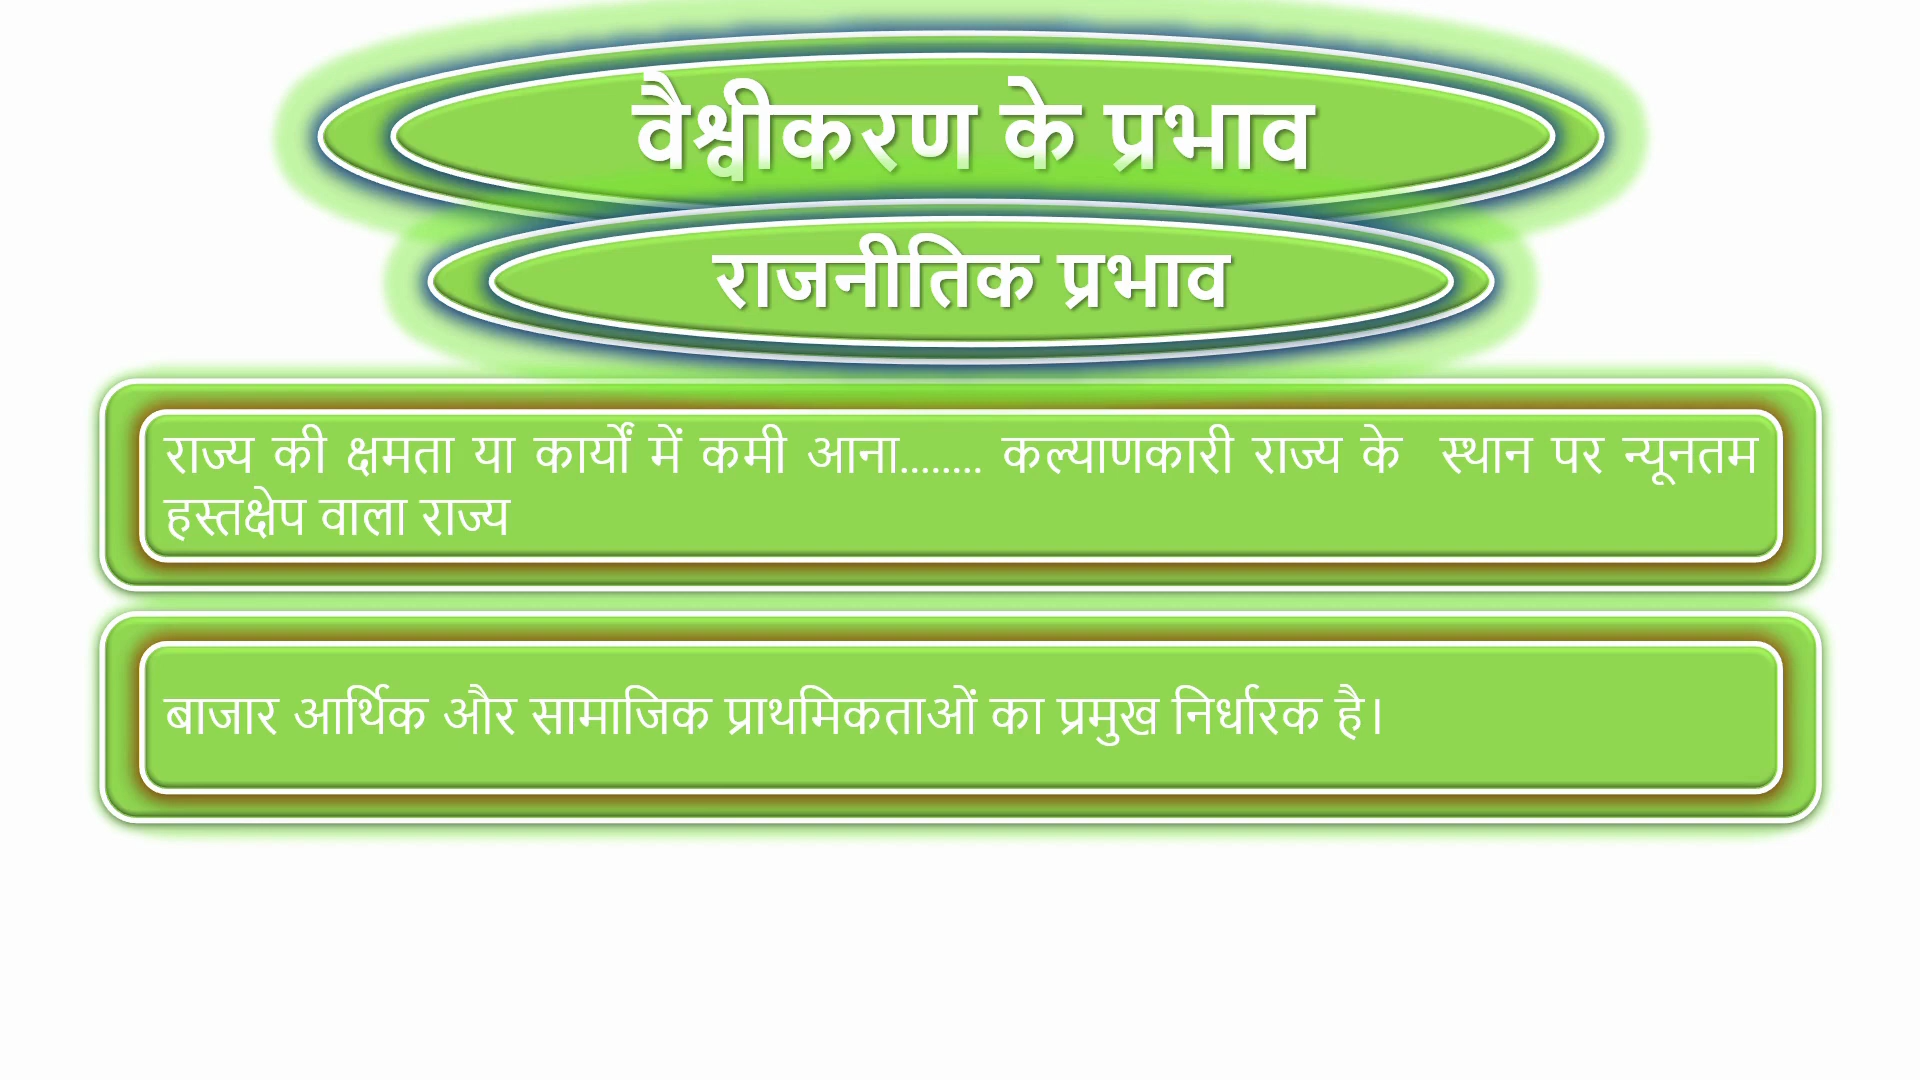 वैश्वीकरण के प्रभाव
राजनीतिक प्रभाव
राज्य की क्षमता या कार्यों में कमी आना........ कल्याणकारी राज्य के स्थान पर न्यूनतम
हस्तक्षेप वाला राज्य
बाजार आर्थिक और सामाजिक प्राथमिकताओं का प्रमुख निर्धारक है।